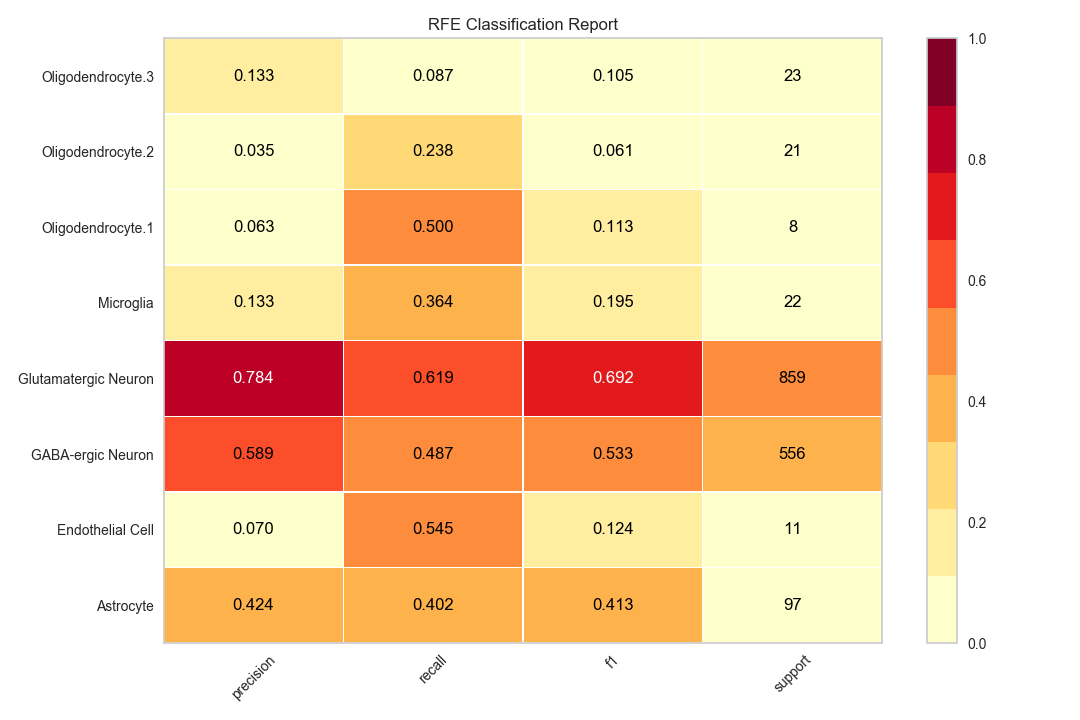 RFE Classification Report
Oligodendrocyte.3 0.133 0.087 0.105 23
Oligodendrocyte.2 0.035 0.238 0.061 21
Oligodendrocyte.1 0.063 0.500 0.113 8
Microglia 0.133 0.364 0.195 22
Glutamatergic Neuron 0.784 0.619 0.692 859
GABA-ergic Neuron 0.589 0.487 0.533 556
Endothelial Cell 0.070 0.545 0.124 11
Astrocyte 0.424 0.402 0.413 97
precision recall f1 support
1.0
0.8
0.6
0.4
0.2
0.0